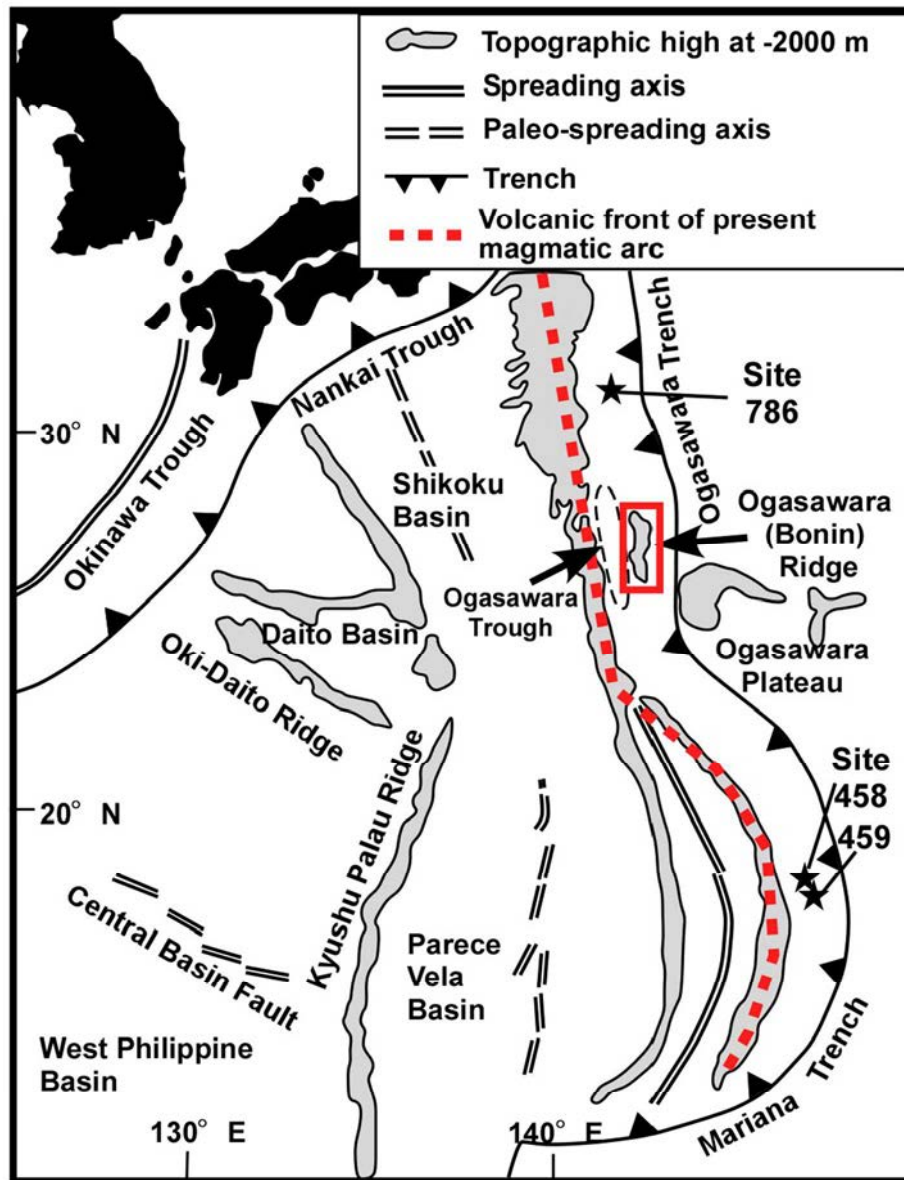 Topographic high at -2000 m
Spreading axis
Paleo-spreading axis
Trench
Volcanic front of present
magmatic arc
Nankai Trough
Ogasawara Trench
Site
786
30° N
Okinawa Trough
Shikoku
Basin
Ogasawara
(Bonin)
Ridge
Ogasawara
Trough
Daito Basin
Oki-Daito Ridge
Ogasawara
Plateau
Kyushu Palau Ridge
20° N
Site
458
459
Central Basin Fault
Parece
Vela
Basin
West Philippine
Basin
Mariana Trench
130° E
140° E